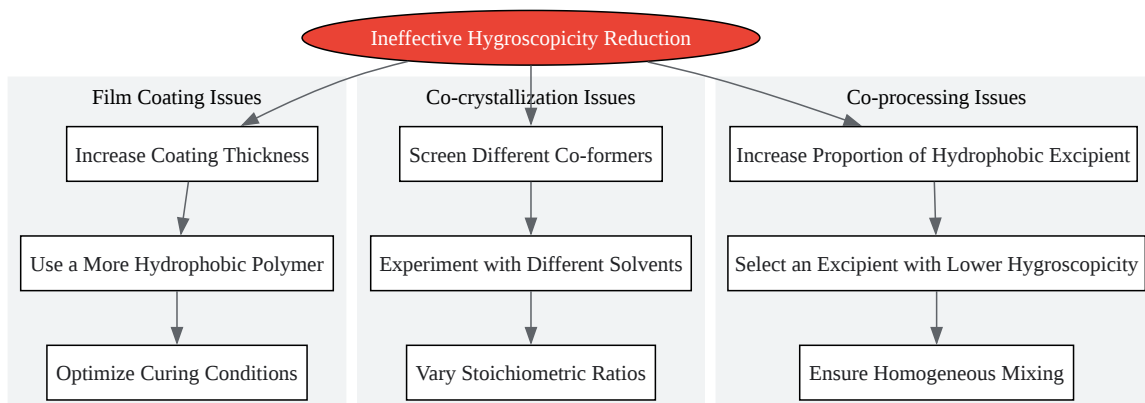 Ineffective Hygroscopicity Reduction
Film Coating Issues
Co-crystallization Issues
Co-processing Issues
Increase Coating Thickness
Screen Different Co-formers
Increase Proportion of Hydrophobic Excipient
Use a More Hydrophobic Polymer
Experiment with Different Solvents
Select an Excipient with Lower Hygroscopicity
Optimize Curing Conditions
Vary Stoichiometric Ratios
Ensure Homogeneous Mixing